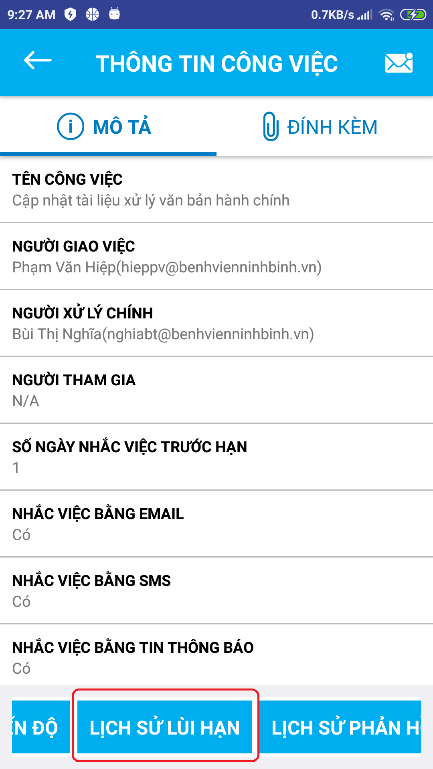 9:27 AM 0.7KB/s
THÔNG TIN CÔNG VIỆC
MÔ TẢ ĐÍNH KÈM
TÊN CÔNG VIỆC
Cập nhật tài liệu xử lý văn bản hành chính
NGƯỜI GIAO VIỆC
Phạm Văn Hiệp(hieppv@benhvienninhbinh.vn)
NGƯỜI XỬ LÝ CHÍNH
Bùi Thị Nghĩa(nghiabt@benhvienninhbinh.vn)
NGƯỜI THAM GIA
N/A
SỐ NGÀY NHẮC VIỆC TRƯỚC HẠN
1
NHẮC VIỆC BẰNG EMAIL
Có
NHẮC VIỆC BẰNG SMS
Có
NHẮC VIỆC BẰNG TIN THÔNG BÁO
Có
ẾN ĐỘ LỊCH SỬ LÙI HẠN LỊCH SỬ PHẢN H